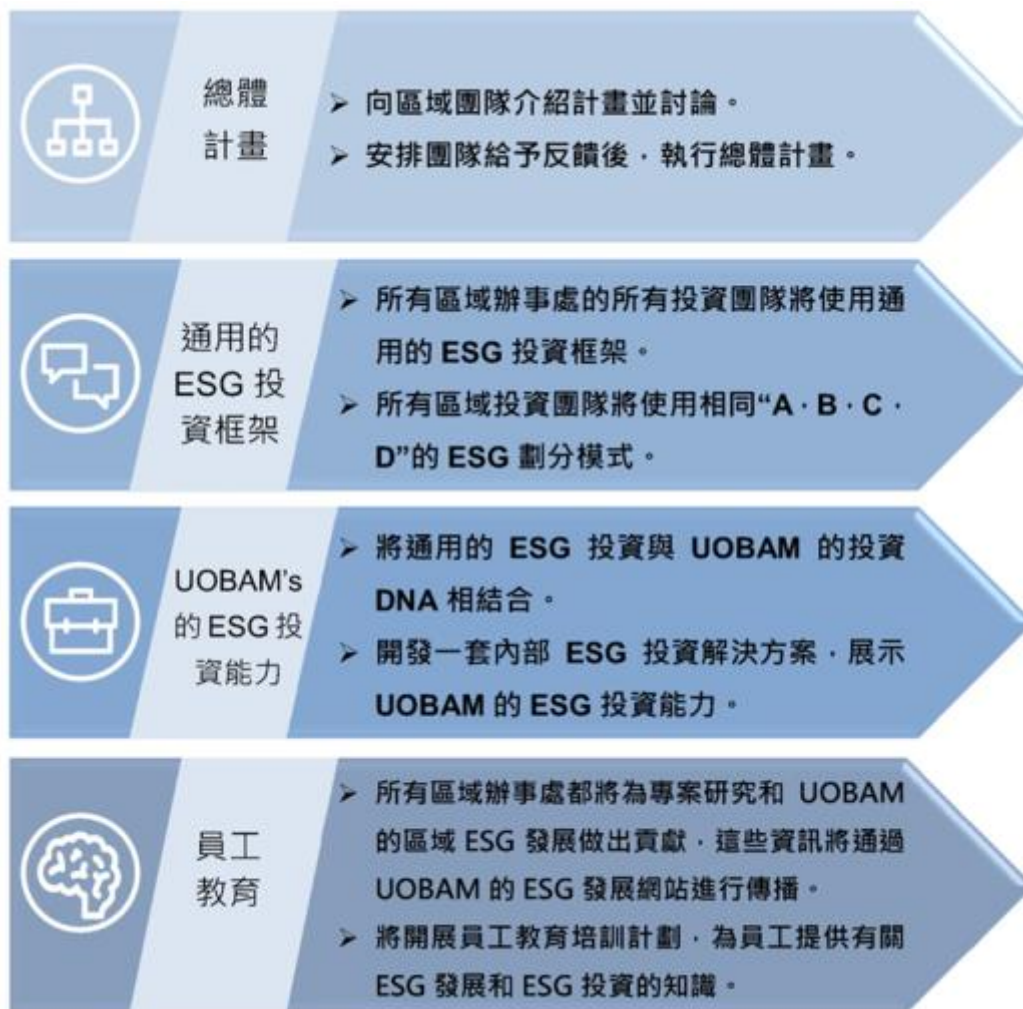 總體
計畫
➢ 向區域團隊介紹計畫並討論。
➢ 安排團隊給予反饋後，執行總體計畫。
通用的
ESG 投
資框架
➢ 所有區域辦事處的所有投資團隊將使用通
用的 ESG 投資框架。
➢ 所有區域投資團隊將使用相同“A，B，C，
D”的 ESG 劃分模式。
UOBAM’s
的 ESG 投
資能力
➢ 將通用的 ESG 投資與 UOBAM 的投資
DNA 相結合。
➢ 開發一套內部 ESG 投資解決方案，展示
UOBAM 的 ESG 投資能力。
員工
教育
➢ 所有區域辦事處都將為專案研究和 UOBAM
的區域 ESG 發展做出貢獻，這些資訊將通過
UOBAM 的 ESG 發展網站進行傳播。
➢ 將開展員工教育培訓計劃，為員工提供有關
ESG 發展和 ESG 投資的知識。